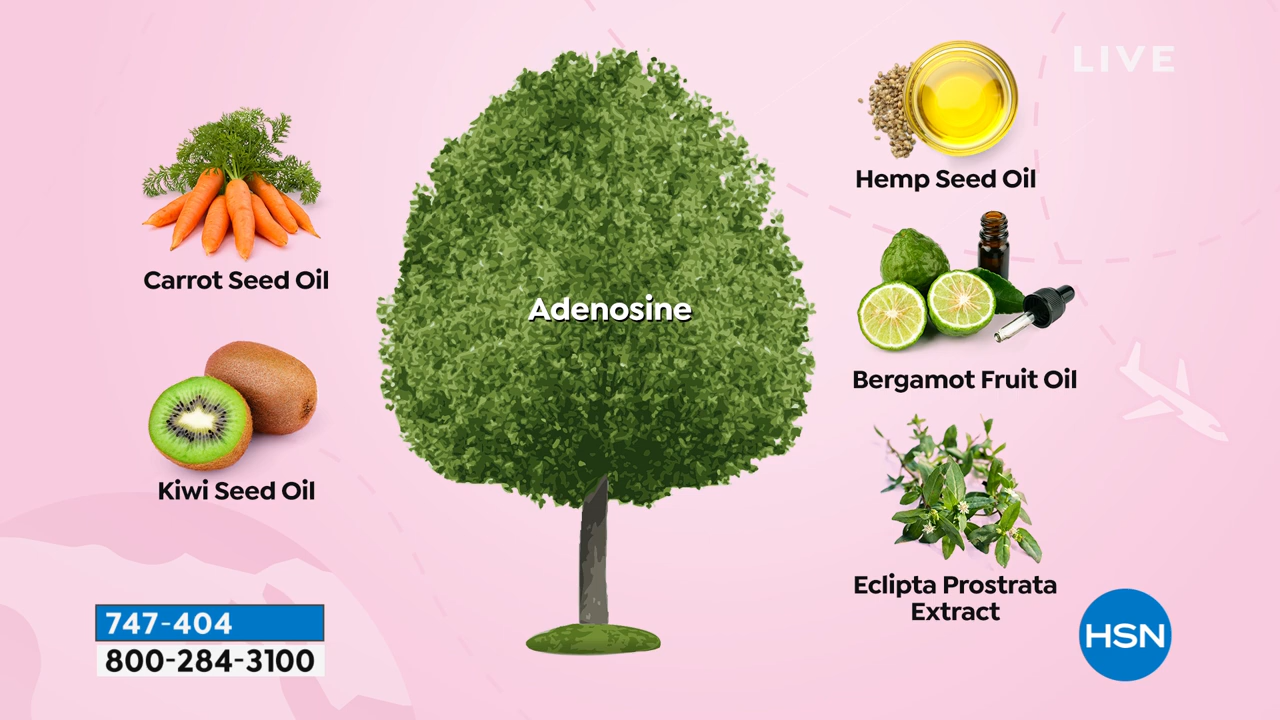 LIVE
Carrot Seed Oil
Kiwi Seed Oil
Adenosine
Hemp Seed Oil
Bergamot Fruit Oil
Eclipta Prostrata
Extract
747-404
800-284-3100
HSN